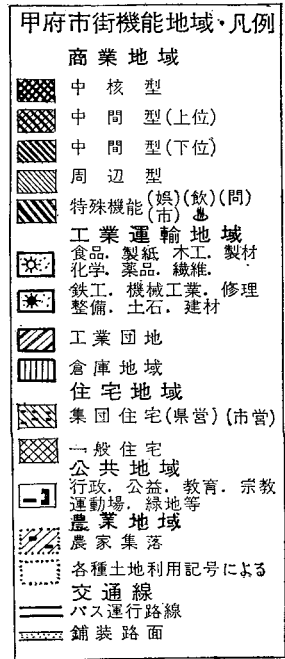 甲府市街機能地域・凡例
商業地域
中核型
中間型(上位)
中間型(下位)
周辺型
特殊機能(娯)(飲)(問)
(市)♨
工業運輸地域
食品．製紙 木工．製材
化学．薬品．繊維．
鉄工．機械工業．修理
整備．土石．建材
工業団地
倉庫地域
住宅地域
集団住宅(県営)(市営)
一般住宅
公共地域
行政．公益．教育．宗教
運動場．緑地等
農業地域
農家集落
各種土地利用記号による
交通線
バス運行路線
舗装路面